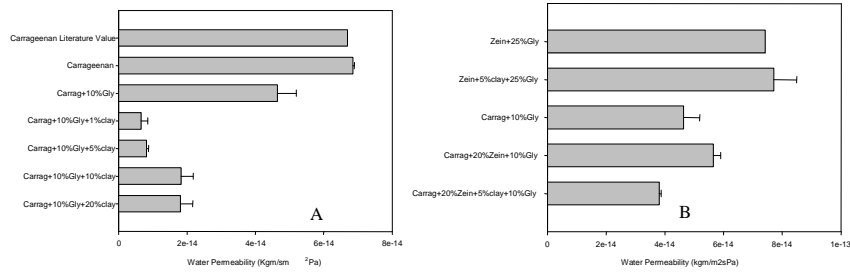 Carrageenan Literature Value
Carrageenan
Carrag+10%Gly
Carrag+10%Gly+1%clay
Carrag+10%Gly+5%clay
Carrag+10%Gly+10%clay
Carrag+10%Gly+20%clay
A
0 2e-14 4e-14 6e-14 8e-14
Water Permeability (Kgm/sm 2Pa)
Zein+25%Gly
Zein+5%clay+25%Gly
Carrag+10%Gly
Carrag+20%Zein+10%Gly
Carrag+20%Zein+5%clay+10%Gly
B
0 2e-14 4e-14 6e-14 8e-14 1e-13
Water Permeability (kgm/m2sPa)